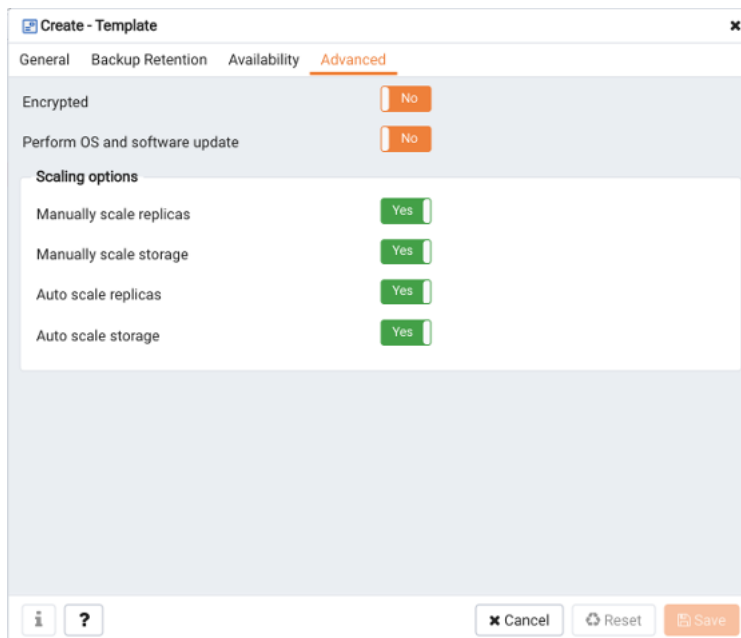 Create - Template
General Backup Retention Availability Advanced
Encrypted No
Perform OS and software update No
Scaling options
Manually scale replicas Yes
Manually scale storage Yes
Auto scale replicas Yes
Auto scale storage Yes
i ? Cancel Reset Save